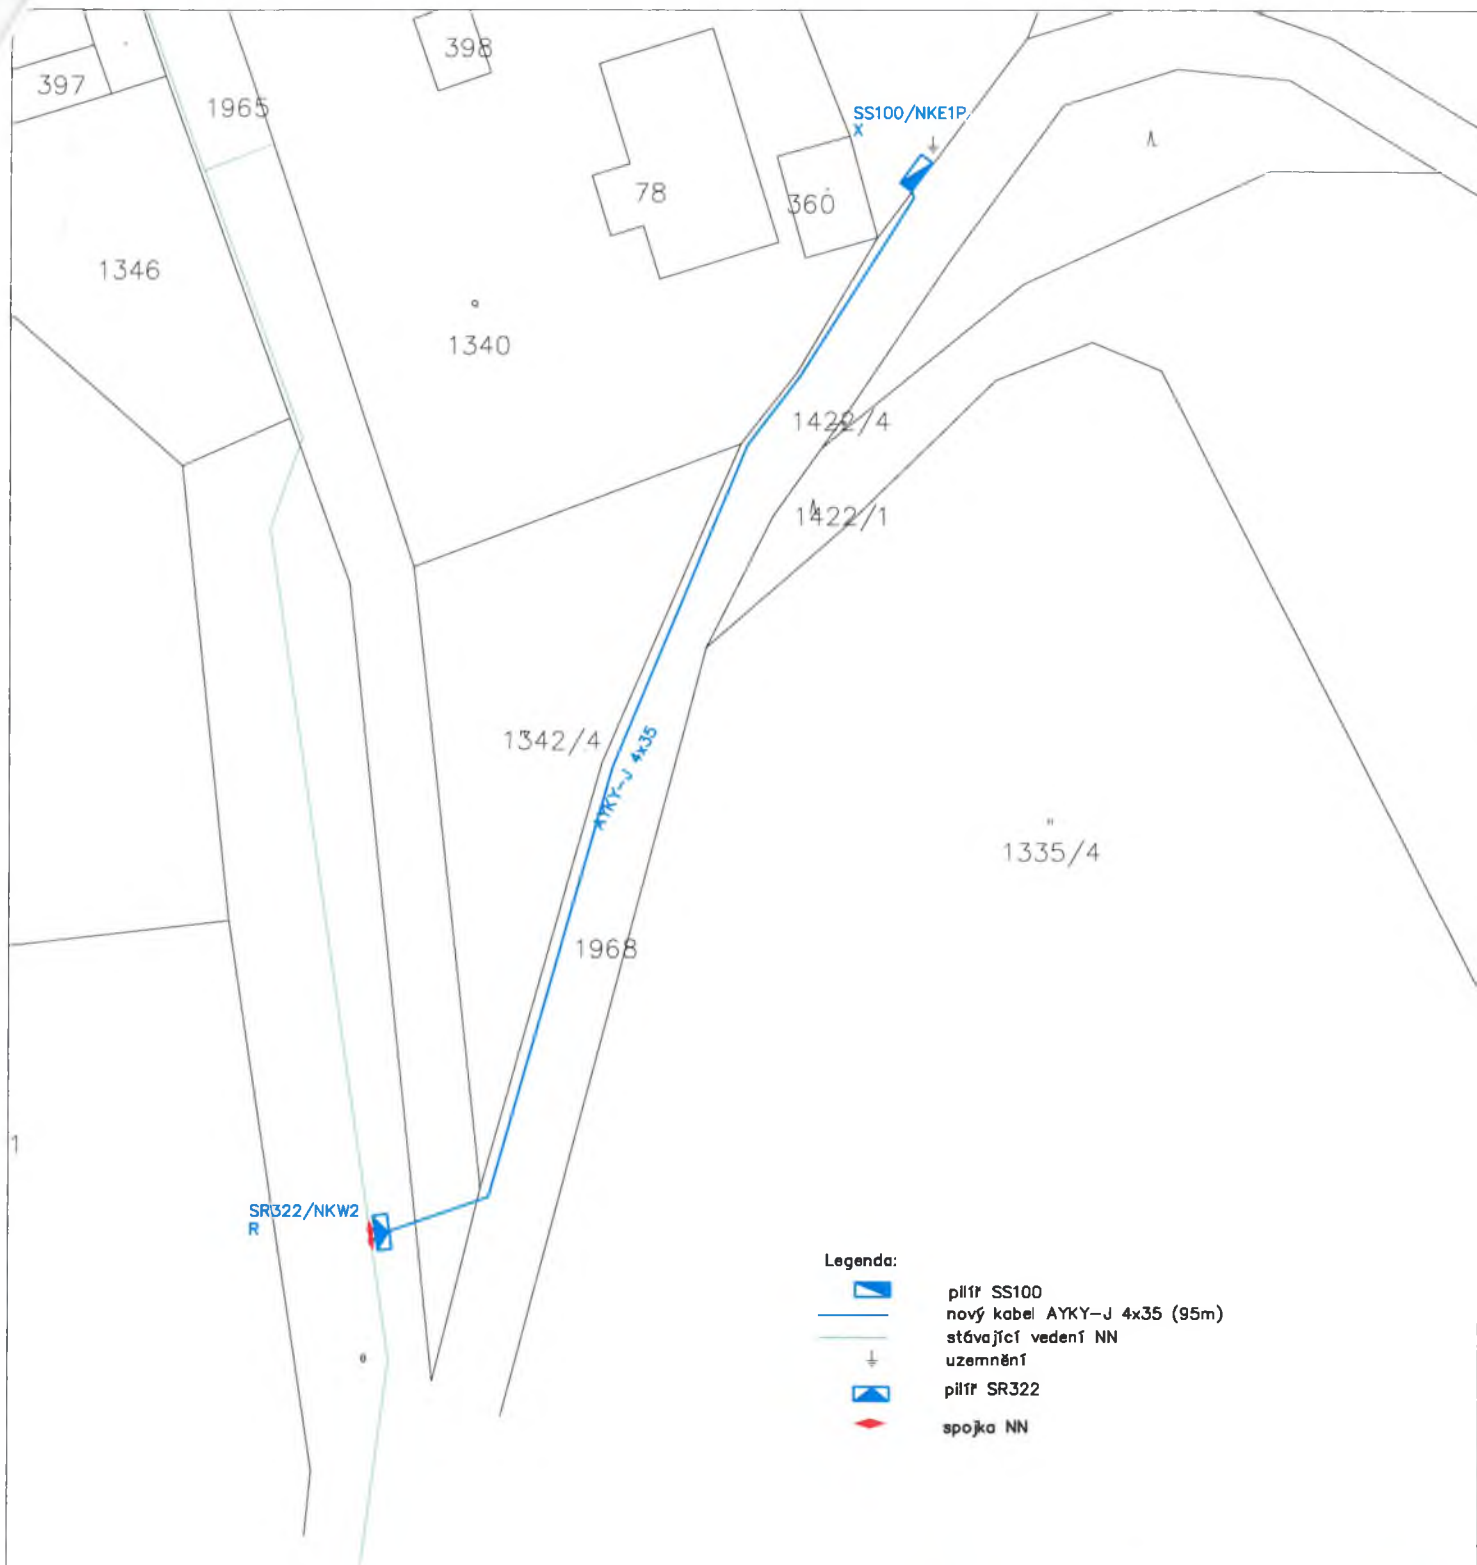 398
397
1965
SS100/NKE1P
X
78
360
1346
1340
1422/4
1422/1
1342/4
AYKY-J 4x35
1335/4
1968
1
SR322/NKW2
R
Legenda:
pilíř SS100
nový kabel AYKY-J 4x35 (95m)
stávající vedení NN
uzemnění
pilíř SR322
spojka NN